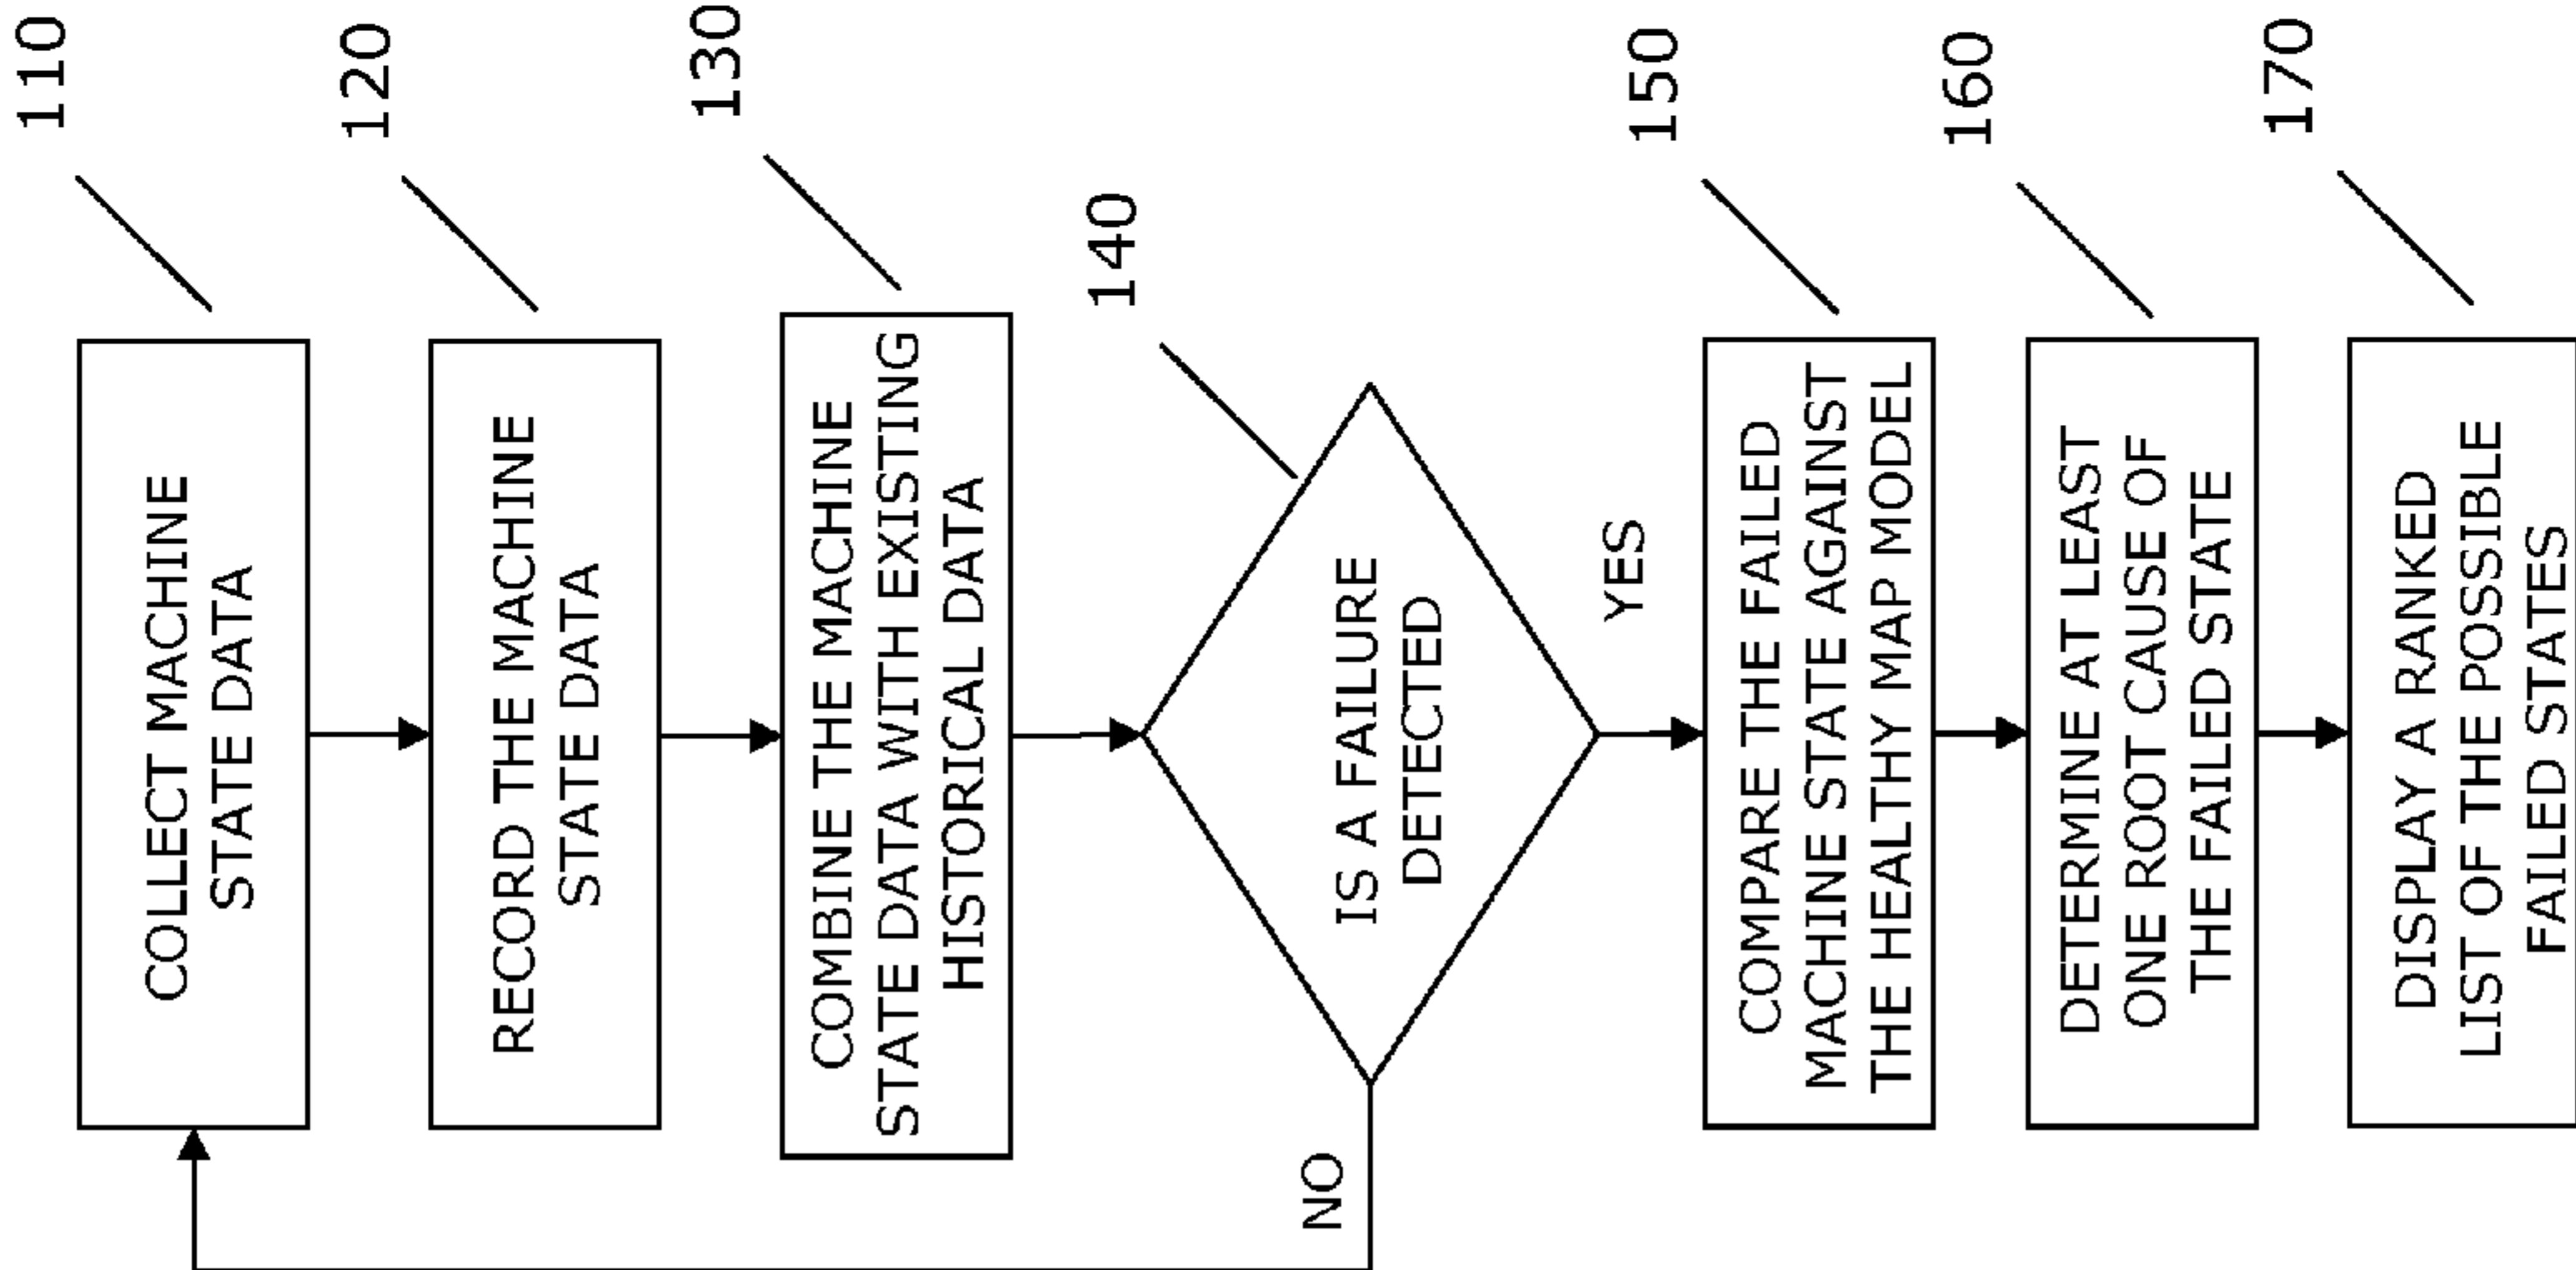 110
COLLECT MACHINE
STATE DATA
120
RECORD THE MACHINE
STATE DATA
130
COMBINE THE MACHINE
STATE DATA WITH EXISTING
HISTORICAL DATA
140
IS A FAILURE
DETECTED
NO
YES
150
COMPARE THE FAILED
MACHINE STATE AGAINST
THE HEALTHY MAP MODEL
160
DETERMINE AT LEAST
ONE ROOT CAUSE OF
THE FAILED STATE
170
DISPLAY A RANKED
LIST OF THE POSSIBLE
FAILED STATES